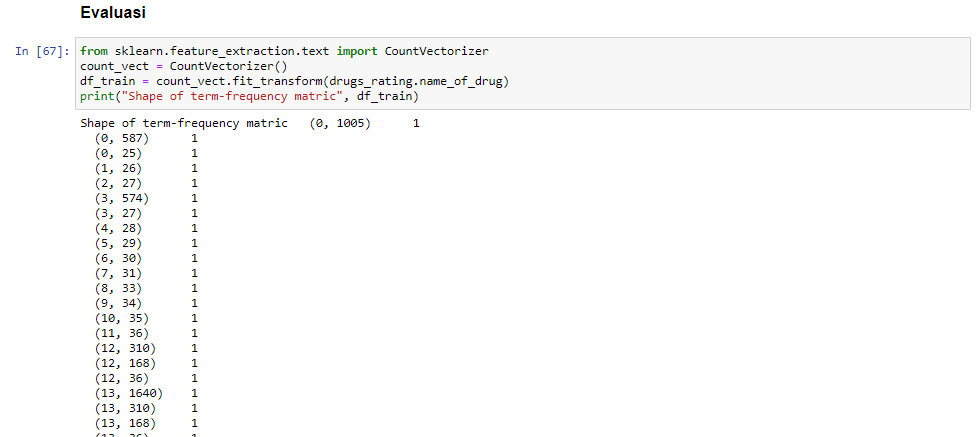 Evaluasi
In [67]: from sklearn.feature_extraction.text import CountVectorizer
count_vect = CountVectorizer()
df_train = count_vect.fit_transform(drugs_rating.name_of_drug)
print("Shape of term-frequency matric", df_train)
Shape of term-frequency matric   (0, 1005)      1
(0, 587)      1
(0, 25)       1
(1, 26)       1
(2, 27)       1
(3, 574)      1
(3, 27)       1
(4, 28)       1
(5, 29)       1
(6, 30)       1
(7, 31)       1
(8, 33)       1
(9, 34)       1
(10, 35)      1
(11, 36)      1
(12, 310)     1
(12, 168)     1
(12, 36)      1
(13, 1640)    1
(13, 310)     1
(13, 168)     1
(13, 36)      1